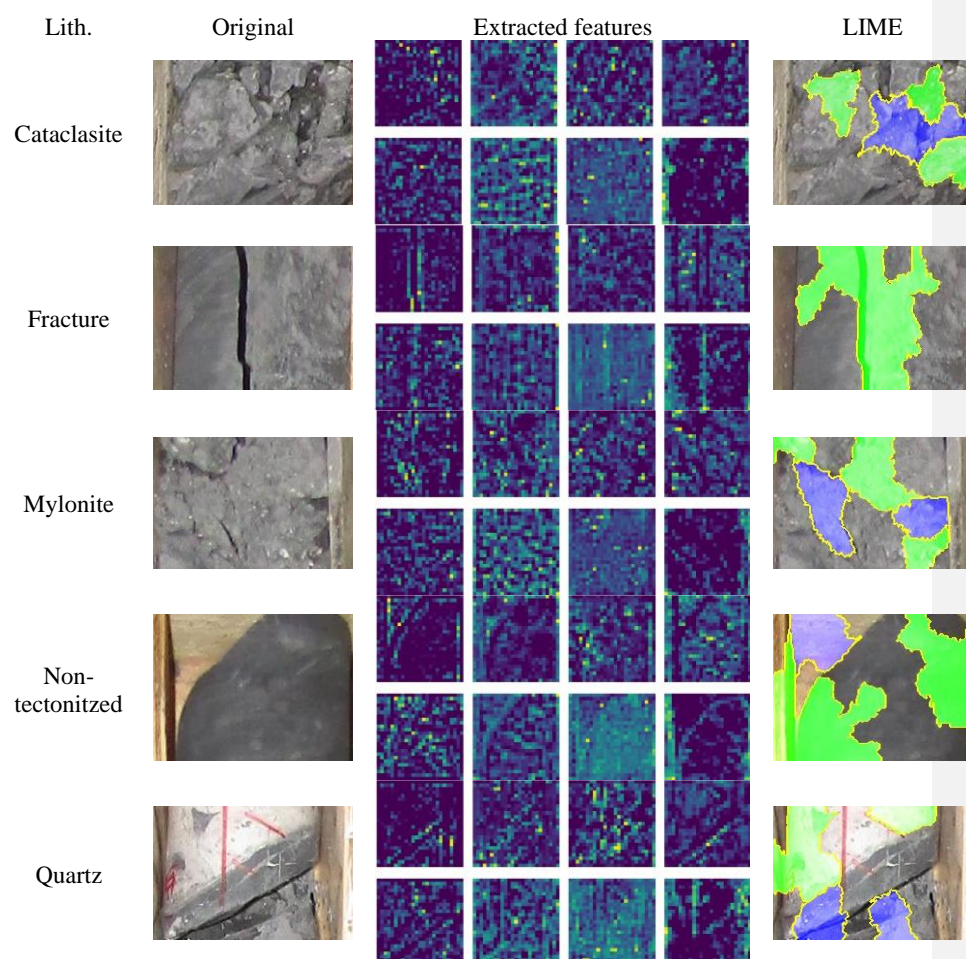 Lith.
Original
Extracted features
LIME
Cataclasite
Fracture
Mylonite
Non-
tectonitzed
Quartz